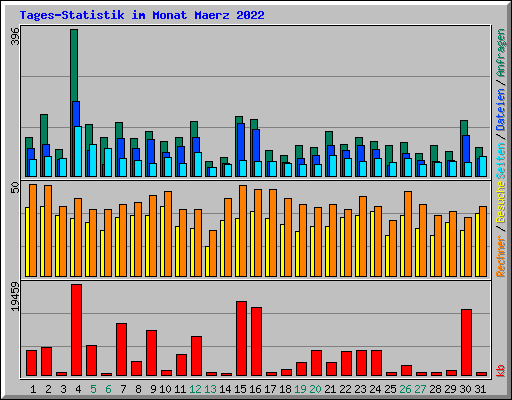 Tages-Statistik im Monat Maerz 2022
396
50
19459
Rechner / Besuche Seiten / Dateien / Anfragen
kb
1 2 3 4 5 6 7 8 9 10 11 12 13 14 15 16 17 18 19 20 21 22 23 24 25 26 27 28 29 30 31